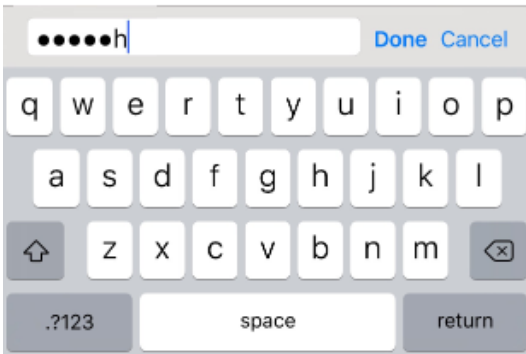 ●●●●●h Done Cancel
q w e r t y u i o p
a s d f g h j k l
z x c v b n m
.?123 space return